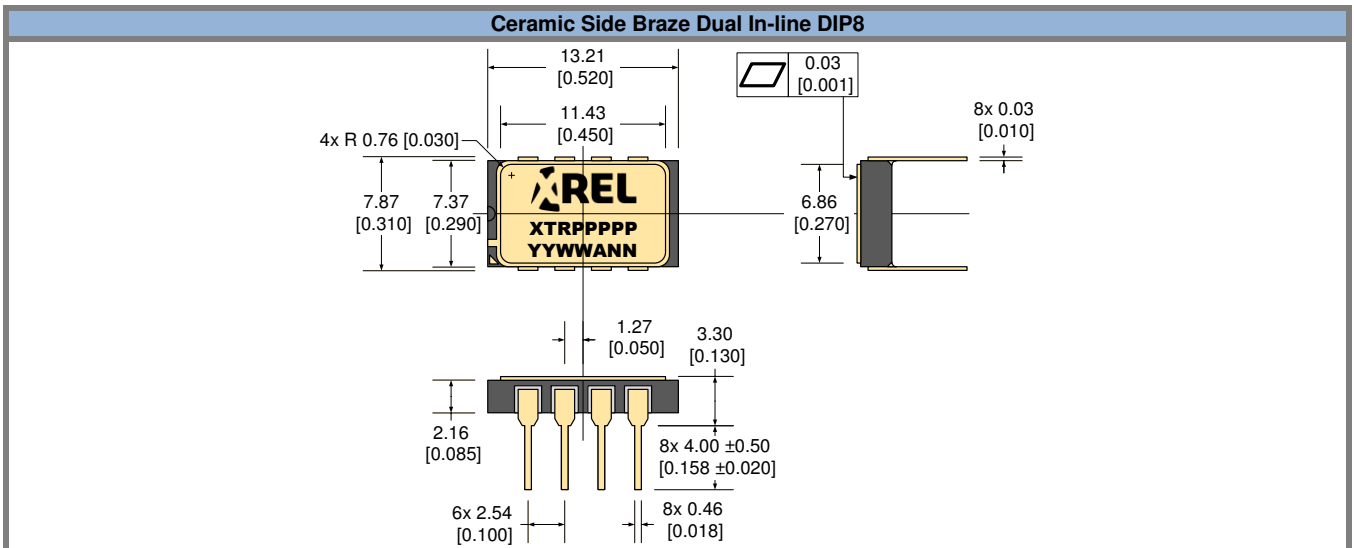 Ceramic Side Braze Dual In-line DIP8
13.21
[0.520]
0.03
[0.001]
11.43
[0.450]
8x 0.03
[0.010]
4x R 0.76 [0.030]
7.87
[0.310]
7.37
[0.290]
+
XREL
XTRPPPPP
YYWWANN
6.86
[0.270]
1.27
[0.050]
3.30
[0.130]
2.16
[0.085]
8x 4.00 ±0.50
[0.158 ±0.020]
6x 2.54
[0.100]
8x 0.46
[0.018]